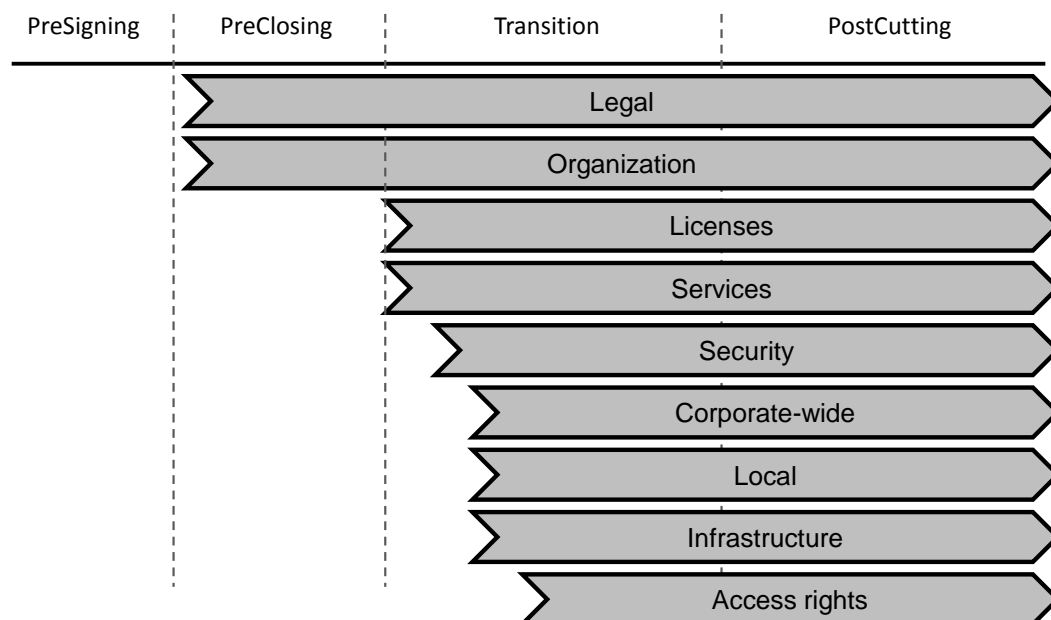 PreSigning PreClosing Transition PostCutting
Legal
Organization
Licenses
Services
Security
Corporate-wide
Local
Infrastructure
Access rights